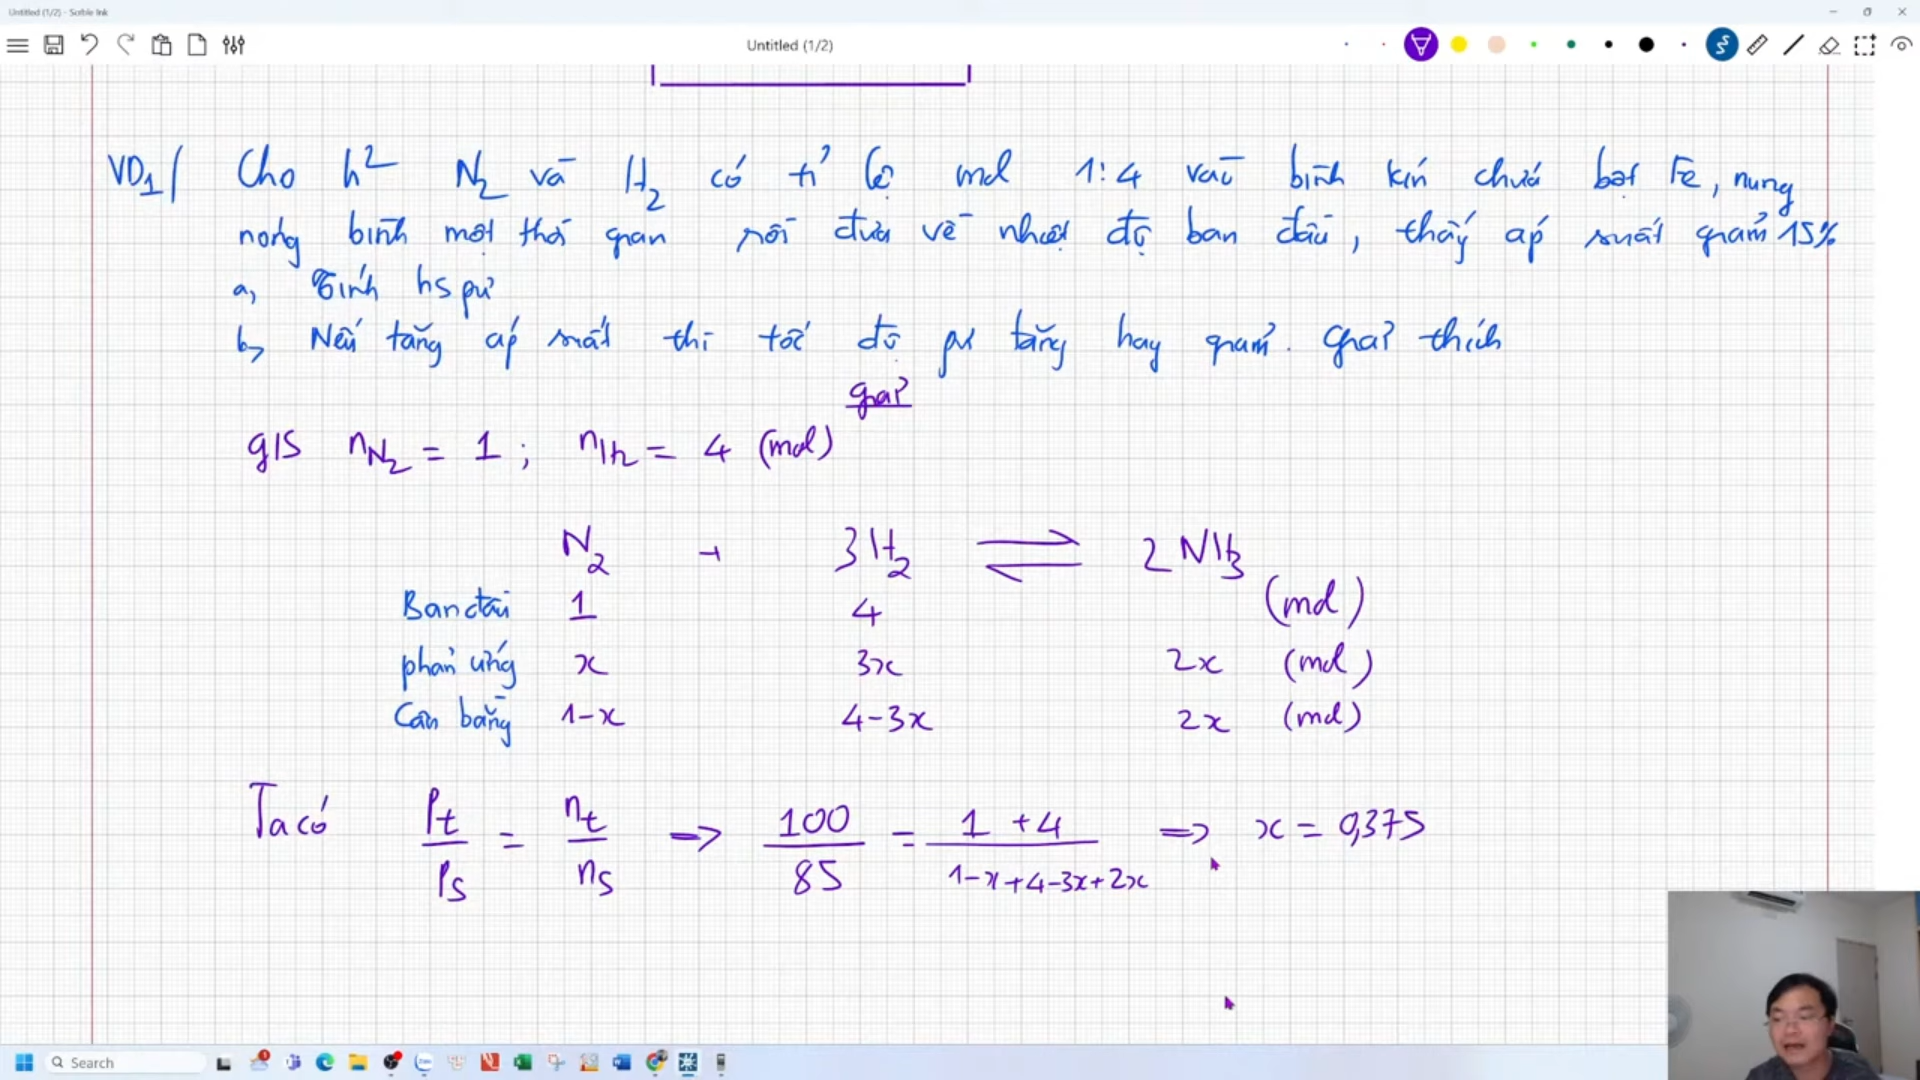 Untitled (1/2) - Scrble Ink
Untitled (1/2)
VD1/ Cho h² N2 và H2 có tỉ lệ mol 1:4 vào bình kín chứa bột Fe, nung
nóng bình một thời gian rồi đưa về nhiệt độ ban đầu, thấy áp suất giảm 15%
a, Tính hs pư
b, Nếu tăng áp suất thì tốc độ pư tăng hay giảm. Giải thích
giải
g/s nN2 = 1 ; nH2 = 4 (mol)
N2 + 3H2 ⇌ 2NH3
Ban đầu 1 4 (mol)
phản ứng x 3x 2x (mol)
Cân bằng 1-x 4-3x 2x (mol)
Ta có Pt/Ps = nt/ns => 100/85 = (1+4)/(1-x+4-3x+2x) => x = 0,375
Search